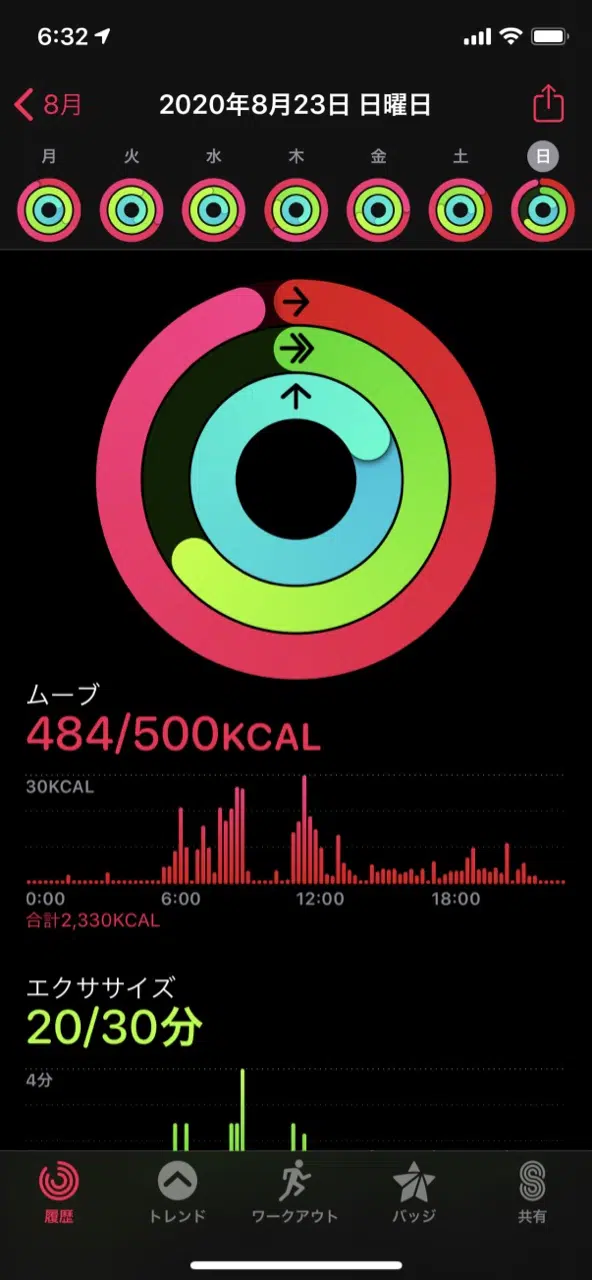 6:32
8月
2020年8月23日 日曜日
月 火 水 木 金 土 日
ムーブ
484/500KCAL
30KCAL
0:00 6:00 12:00 18:00
合計2,330KCAL
エクササイズ
20/30分
4分
履歴 トレンド ワークアウト バッジ 共有